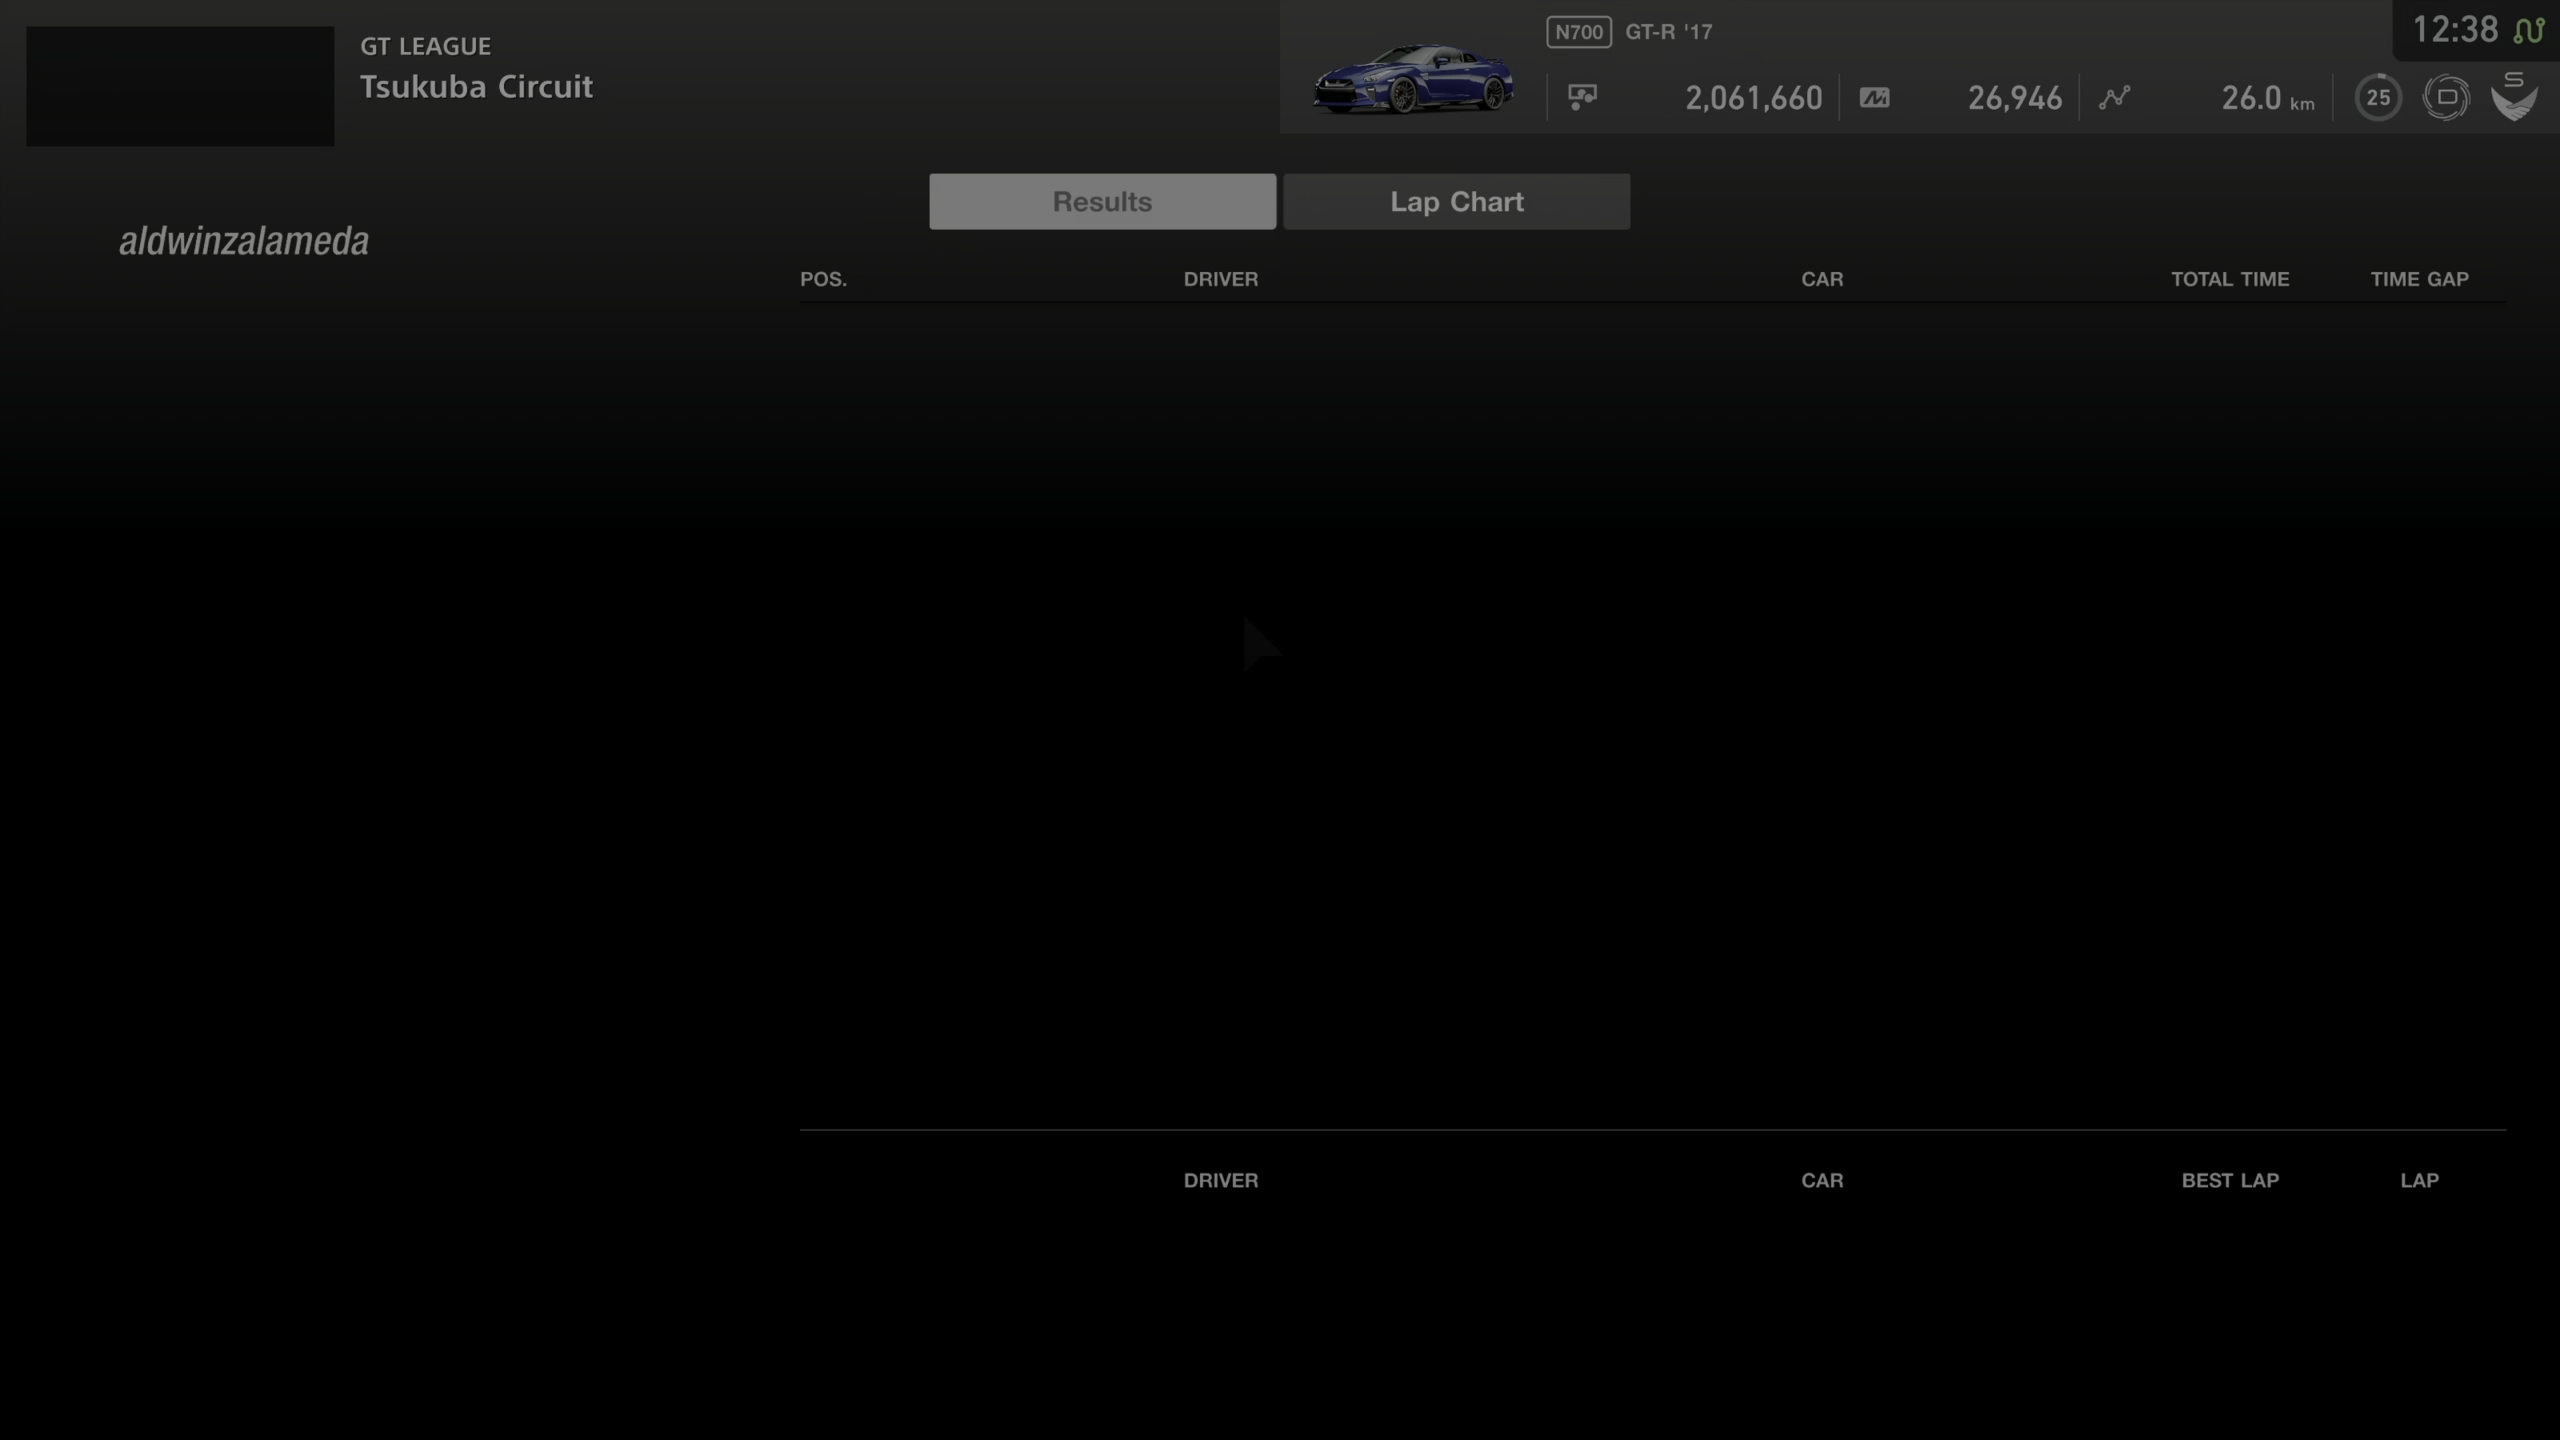 GT LEAGUE
Tsukuba Circuit
N700 GT-R '17
12:38
2,061,660
26,946
26.0 km
25
D
S
Results
Lap Chart
aldwinzalameda
POS. DRIVER CAR TOTAL TIME TIME GAP
DRIVER CAR BEST LAP LAP